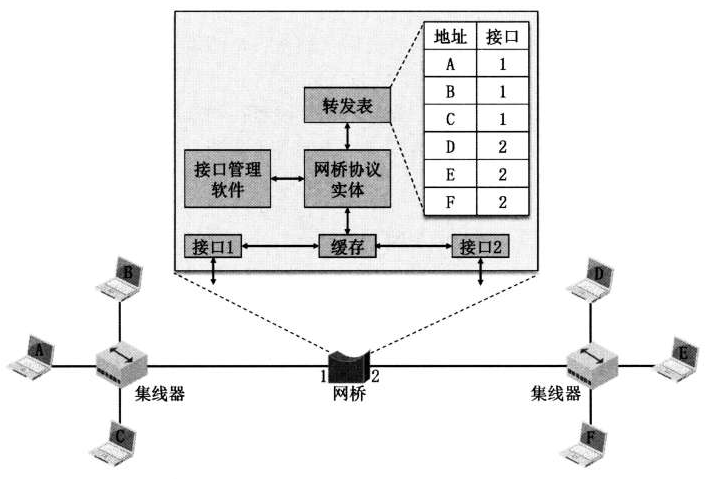 地址 接口
A 1
B 1
C 1
D 2
E 2
F 2
转发表
接口管理
软件
网桥协议
实体
接口1
缓存
接口2
B
A
C
集线器
1
2
网桥
D
E
F
集线器